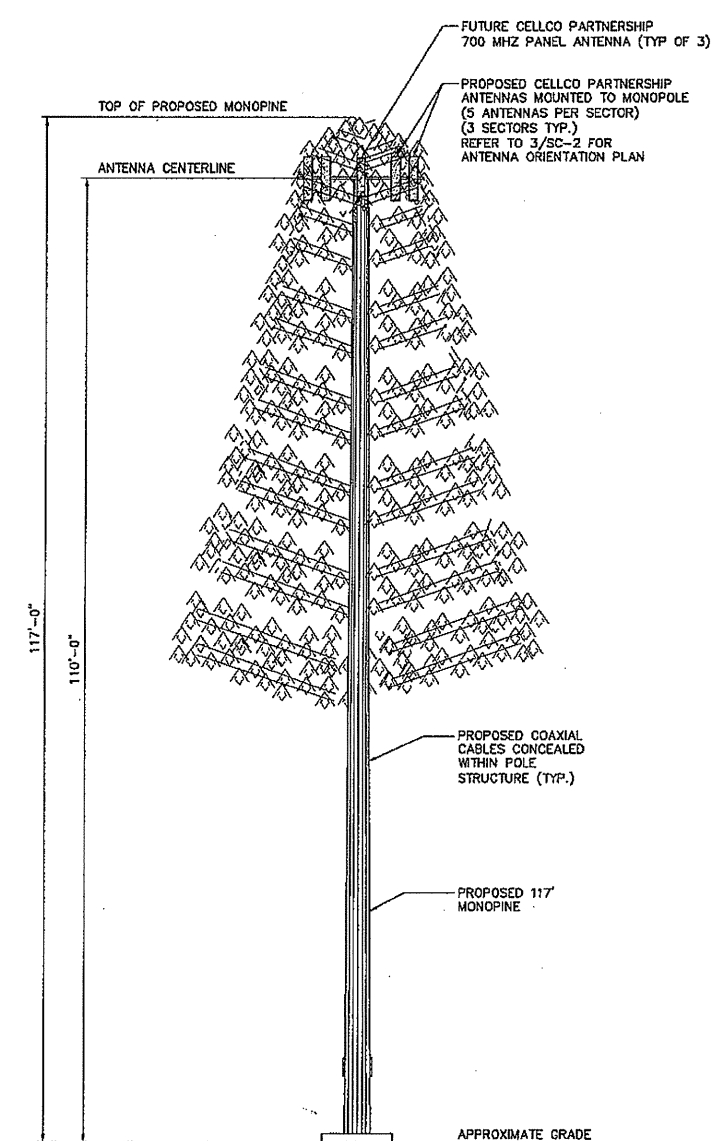 FUTURE CELLCO PARTNERSHIP
700 MHZ PANEL ANTENNA (TYP OF 3)
TOP OF PROPOSED MONOPINE
PROPOSED CELLCO PARTNERSHIP
ANTENNAS MOUNTED TO MONOPOLE
(5 ANTENNAS PER SECTOR)
(3 SECTORS TYP.)
REFER TO 3/SC-2 FOR
ANTENNA ORIENTATION PLAN
ANTENNA CENTERLINE
117'-0"
110'-0"
PROPOSED COAXIAL
CABLES CONCEALED
WITHIN POLE
STRUCTURE (TYP.)
PROPOSED 117'
MONOPINE
APPROXIMATE GRADE